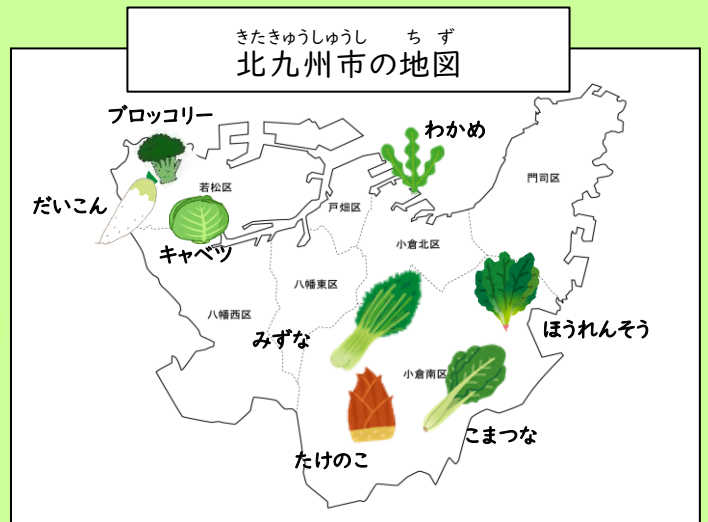 きたきゅうしゅうし ち ず
北九州市の地図
ブロッコリー
わかめ
門司区
若松区
だいこん
戸畑区
キャベツ
小倉北区
八幡東区
八幡西区
みずな
ほうれんそう
小倉南区
こまつな
たけのこ